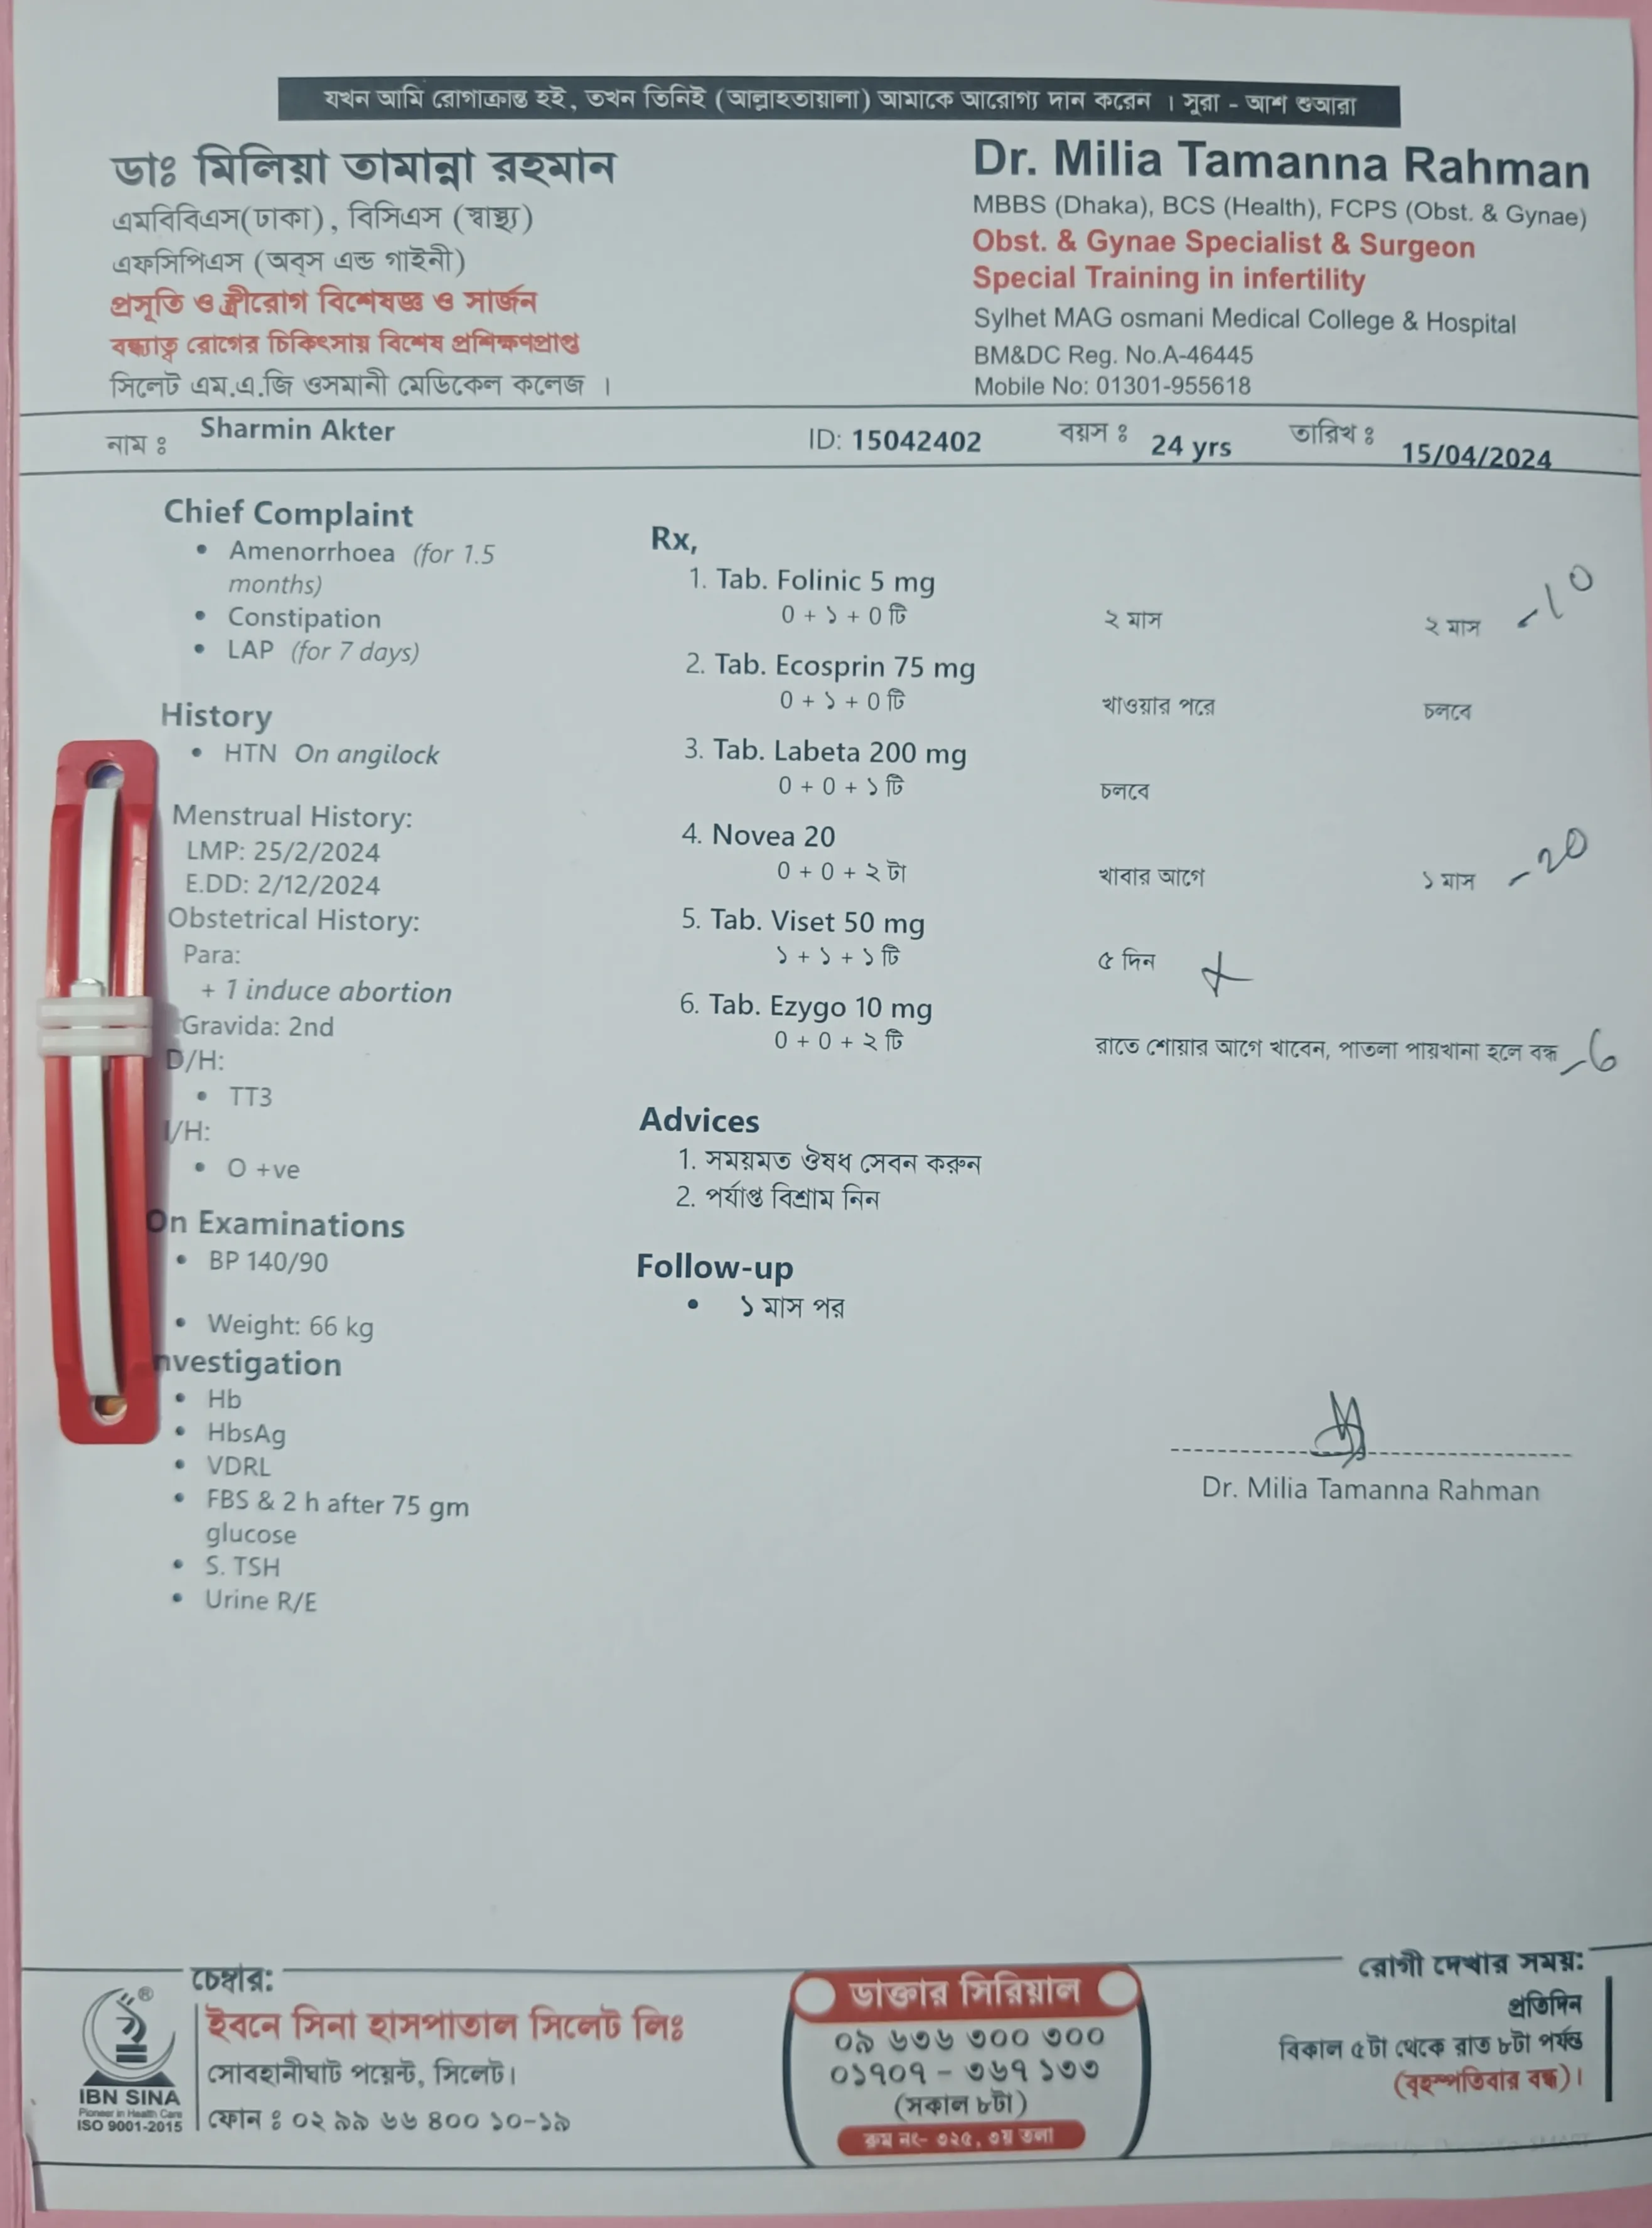 যখন আমি রোগাক্রান্ত হই, তখন তিনিই (আল্লাহতায়ালা) আমাকে আরোগ্য দান করেন । সূরা - আশ শুআরা
ডাঃ মিলিয়া তামান্না রহমান
এমবিবিএস(ঢাকা), বিসিএস (স্বাস্থ্য)
এফসিপিএস (অব্স এন্ড গাইনী)
প্রসূতি ও স্ত্রীরোগ বিশেষজ্ঞ ও সার্জন
বন্ধ্যাত্ব রোগের চিকিৎসায় বিশেষ প্রশিক্ষণপ্রাপ্ত
সিলেট এম.এ.জি ওসমানী মেডিকেল কলেজ ।
Dr. Milia Tamanna Rahman
MBBS (Dhaka), BCS (Health), FCPS (Obst. & Gynae)
Obst. & Gynae Specialist & Surgeon
Special Training in infertility
Sylhet MAG osmani Medical College & Hospital
BM&DC Reg. No.A-46445
Mobile No: 01301-955618
নাম ঃ Sharmin Akter ID: 15042402 বয়স ঃ 24 yrs তারিখ ঃ 15/04/2024
Chief Complaint
• Amenorrhoea (for 1.5
months)
• Constipation
• LAP (for 7 days)
History
• HTN On angilock
Menstrual History:
LMP: 25/2/2024
E.DD: 2/12/2024
Obstetrical History:
Para:
+ 1 induce abortion
Gravida: 2nd
D/H:
• TT3
I/H:
• O +ve
On Examinations
• BP 140/90
• Weight: 66 kg
nvestigation
• Hb
• HbsAg
• VDRL
• FBS & 2 h after 75 gm
glucose
• S. TSH
• Urine R/E
Rx,
1. Tab. Folinic 5 mg
0 + ১ + 0 টি ২ মাস ২ মাস -10
2. Tab. Ecosprin 75 mg
0 + ১ + 0 টি খাওয়ার পরে চলবে
3. Tab. Labeta 200 mg
0 + 0 + ১ টি চলবে
4. Novea 20
0 + 0 + ২ টা খাবার আগে ১ মাস -20
5. Tab. Viset 50 mg
১ + ১ + ১ টি ৫ দিন
6. Tab. Ezygo 10 mg
0 + 0 + ২ টি রাতে শোয়ার আগে খাবেন, পাতলা পায়খানা হলে বন্ধ -6
Advices
1. সময়মত ঔষধ সেবন করুন
2. পর্যাপ্ত বিশ্রাম নিন
Follow-up
• ১ মাস পর
Dr. Milia Tamanna Rahman
চেম্বার:
ইবনে সিনা হাসপাতাল সিলেট লিঃ
সোবহানীঘাট পয়েন্ট, সিলেট।
ফোন ঃ ০২ ৯৯ ৬৬ ৪০০ ১০-১৯
IBN SINA
Pioneer in Health Care
ISO 9001-2015
ডাক্তার সিরিয়াল
০৯ ৬৩৬ ৩০০ ৩০০
০১৭০৭ - ৩৬৭ ১৩৩
(সকাল ৮টা)
রুম নং- ৩২৫, ৩য় তলা
রোগী দেখার সময়:
প্রতিদিন
বিকাল ৫টা থেকে রাত ৮টা পর্যন্ত
(বৃহস্পতিবার বন্ধ)।